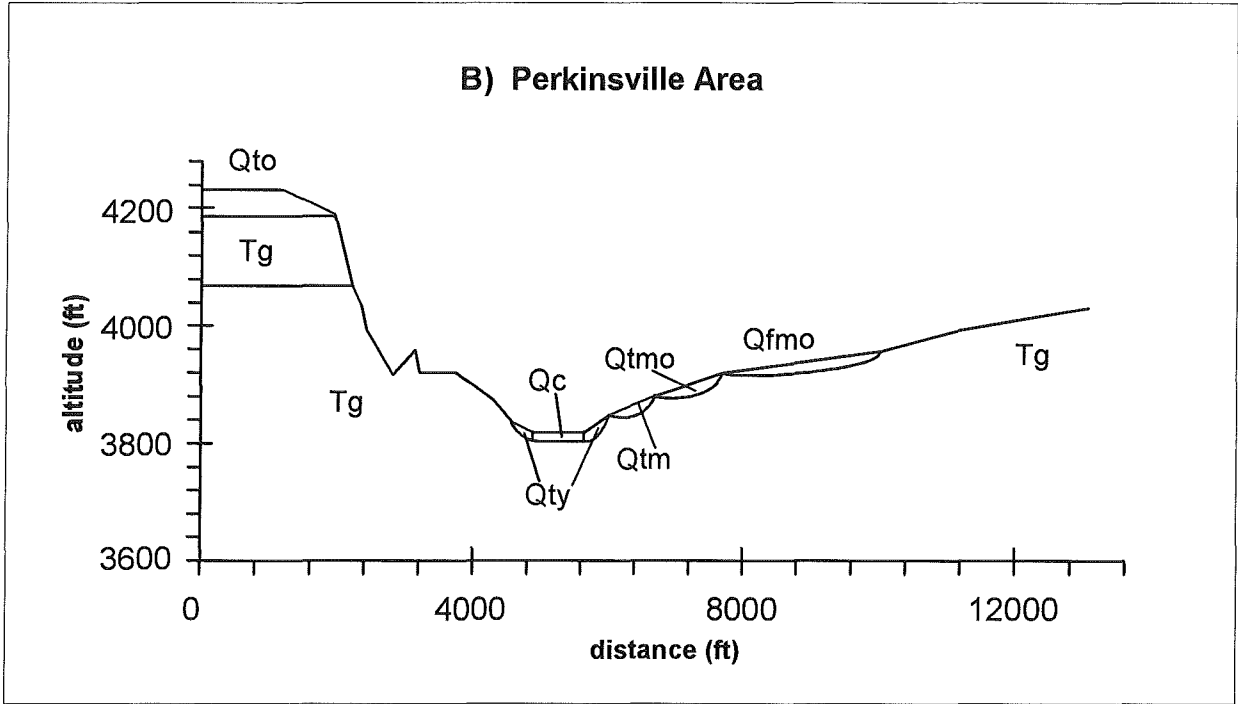 B) Perkinsville Area
Qto
4200
Tg
altitude (ft)
4000
Qfmo
Qtmo
Tg
Qc
Tg
3800
Qtm
Qty
3600
0 4000 8000 12000
distance (ft)